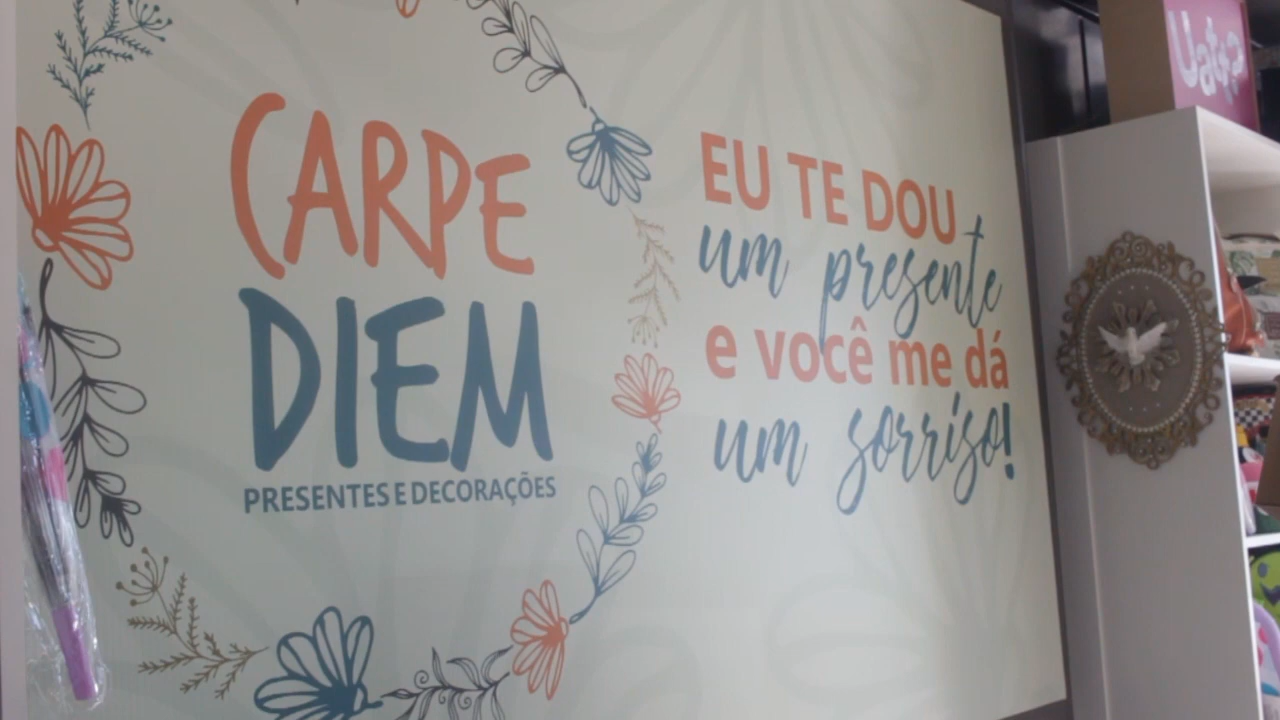 CARPE
DIEM
PRESENTES E DECORAÇÕES
EU TE DOU
um presente
e você me dá
um sorriso!